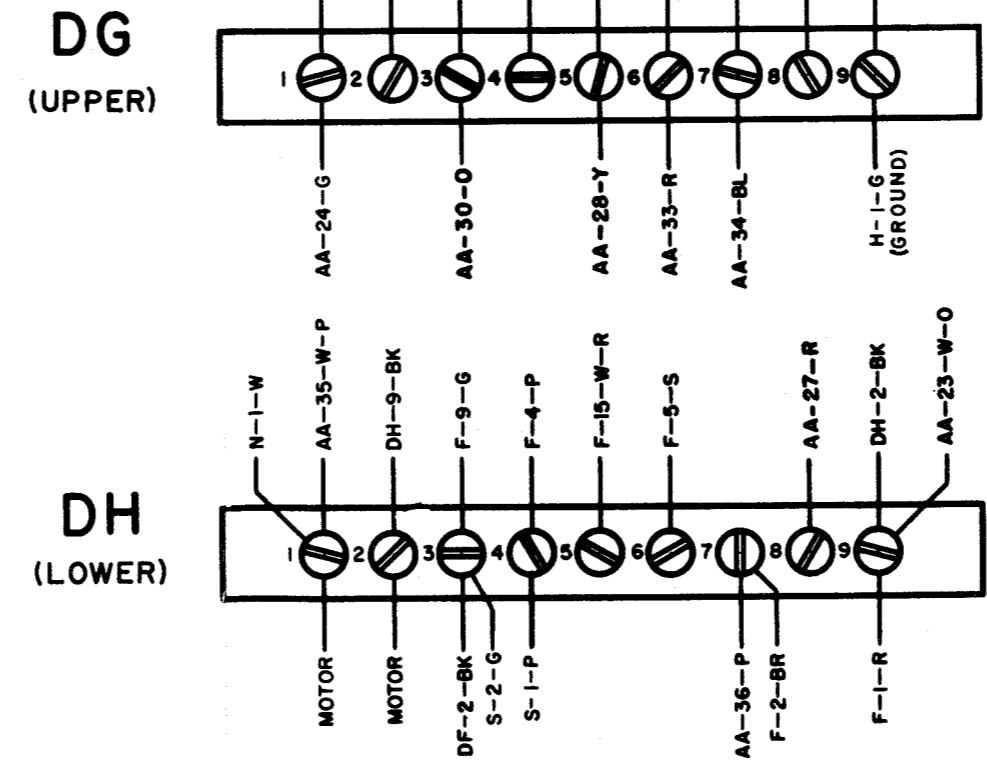 DG
(UPPER)
1 2 3 4 5 6 7 8 9
AA-24-G
AA-30-O
AA-28-Y
AA-33-R
AA-34-BL
H-1-G
(GROUND)
N-1-W
AA-35-W-P
DH-9-BK
F-9-G
F-4-P
F-15-W-R
F-5-S
AA-27-R
DH-2-BK
AA-23-W-O
DH
(LOWER)
1 2 3 4 5 6 7 8 9
MOTOR
MOTOR
DF-2-BK
S-2-G
S-1-P
AA-36-P
F-2-BR
F-1-R